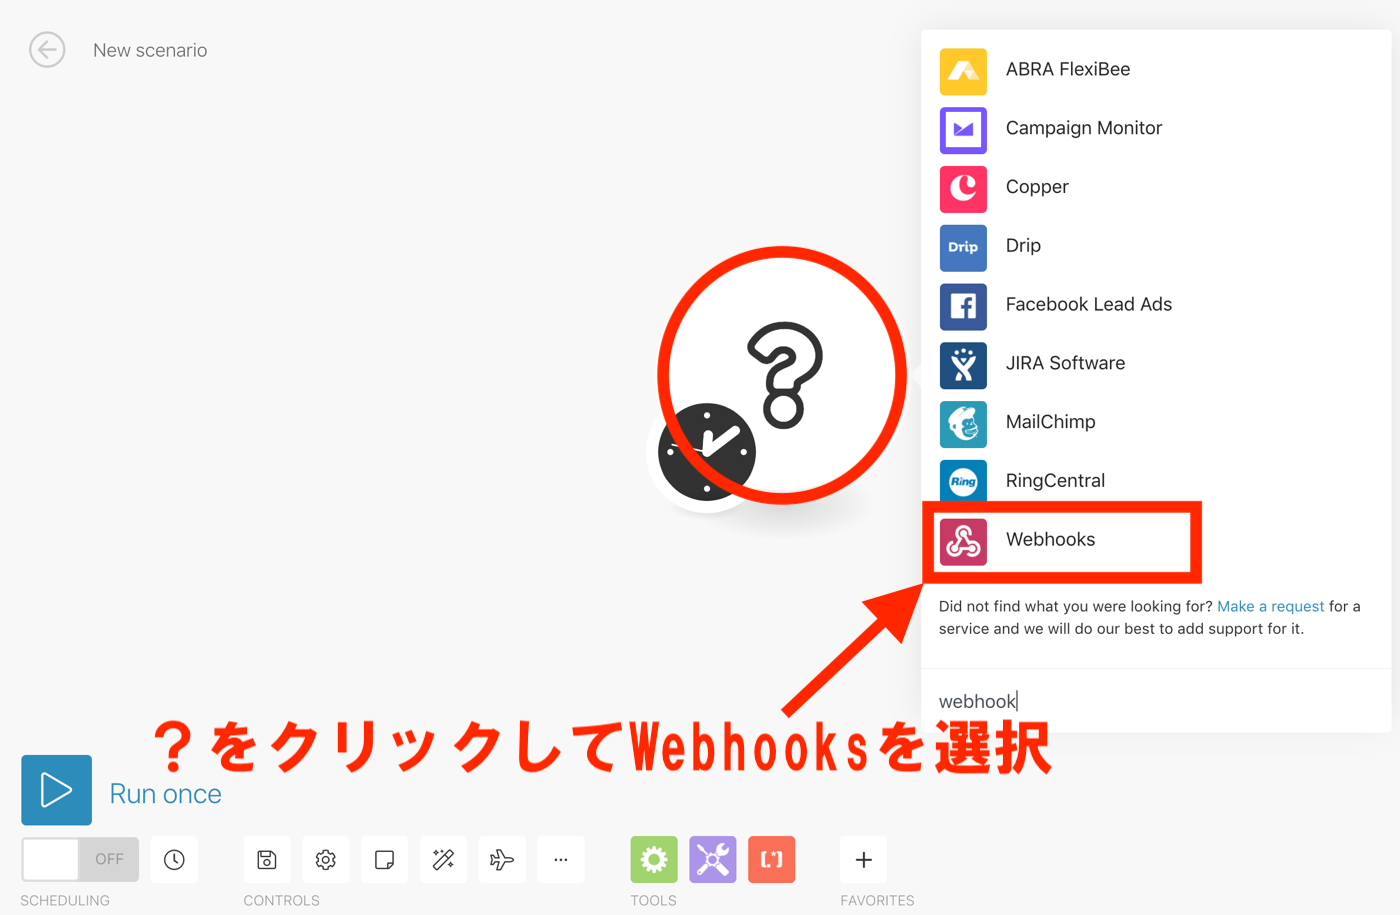 New scenario
ABRA FlexiBee
Campaign Monitor
Copper
Drip
Drip
Facebook Lead Ads
JIRA Software
MailChimp
Ring
RingCentral
Webhooks
Did not find what you were looking for? Make a request for a
service and we will do our best to add support for it.
webhook
？をクリックしてWebhooksを選択
Run once
OFF
SCHEDULING
CONTROLS
TOOLS
FAVORITES